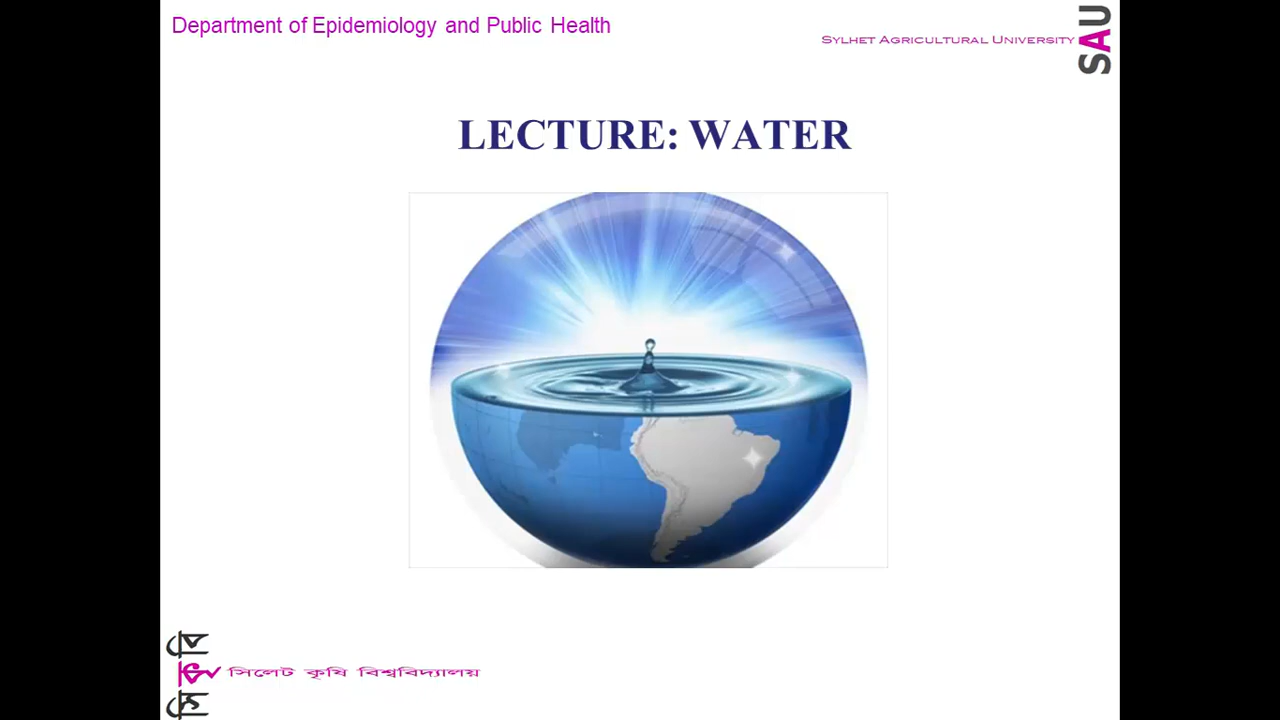 Department of Epidemiology and Public Health
SYLHET AGRICULTURAL UNIVERSITY
SAU
LECTURE: WATER
সিকৃবি
সিলেট কৃষি বিশ্ববিদ্যালয়